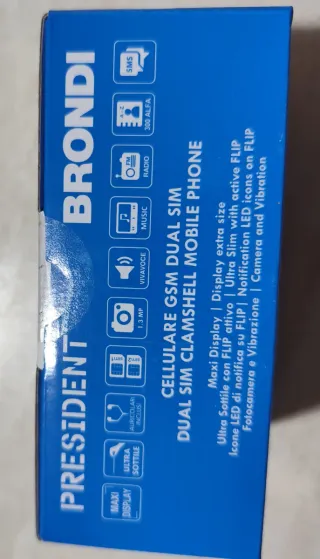 PRESIDENT BRONDI
MAXI DISPLAY
ULTRA SOTTILE
AURICOLARI INCLUSI
SIM1 SIM2
1.3 MP
VIVAVOCE
MUSIC
FM RADIO
A-Z 300 ALFA
SMS
CELLULARE GSM DUAL SIM
DUAL SIM CLAMSHELL MOBILE PHONE
Maxi Display | Display extra size
Ultra Sottile con FLIP attivo | Ultra Slim with active FLIP
Icone LED di notifica su FLIP | Notification LED icons on FLIP
Fotocamera e Vibrazione | Camera and Vibration